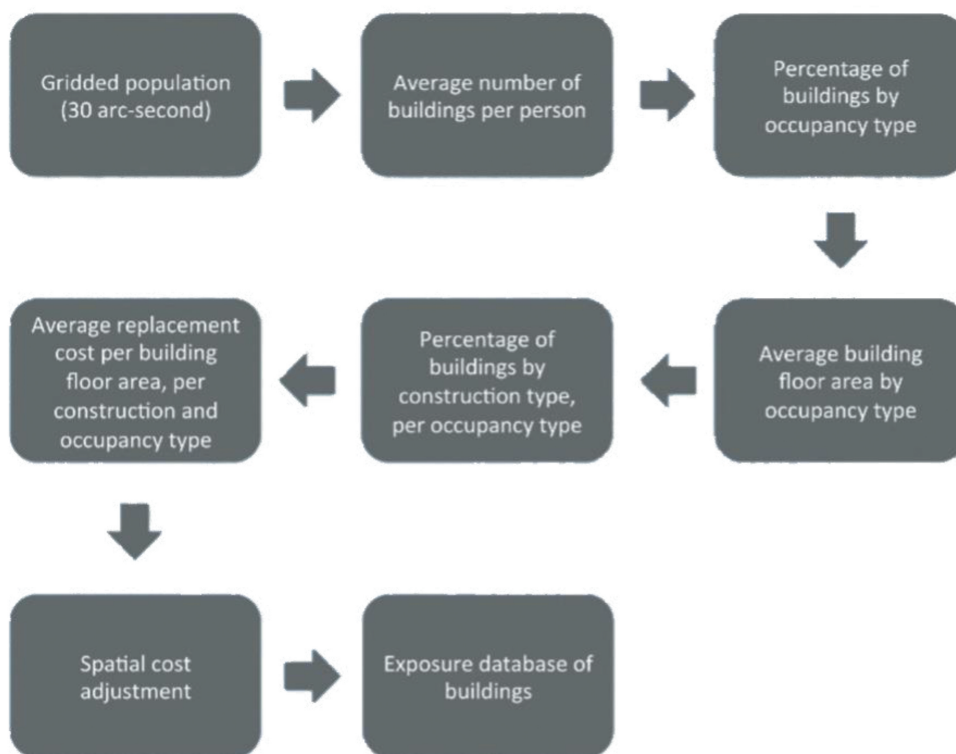 Gridded population
(30 arc-second)
Average number of
buildings per person
Percentage of
buildings by
occupancy type
Average building
floor area by
occupancy type
Percentage of
buildings by
construction type,
per occupancy type
Average replacement
cost per building
floor area, per
construction and
occupancy type
Spatial cost
adjustment
Exposure database of
buildings